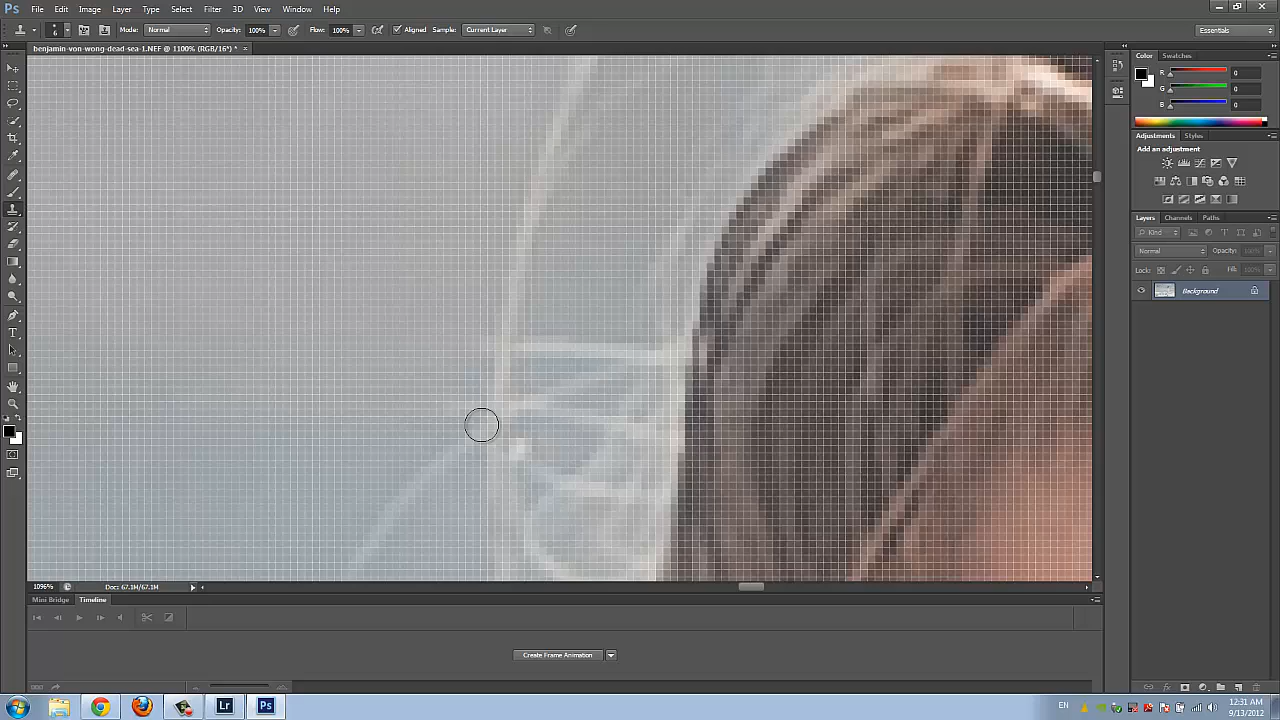 Ps File Edit Image Layer Type Select Filter 3D View Window Help
6 Mode: Normal Opacity: 100% Flow: 100% Aligned Sample: Current Layer Essentials
benjamin-von-wong-dead-sea-1.NEF @ 1100% (RGB/16*) * ×
Color Swatches
R 0
G 0
B 0
Adjustments Styles
Add an adjustment
Layers Channels Paths
Kind
Normal Opacity: 100%
Lock: Fill: 100%
Background
1096% Doc: 67.1M/67.1M
Mini Bridge Timeline
Create Frame Animation
Lr Ps EN 12:31 AM
9/13/2012